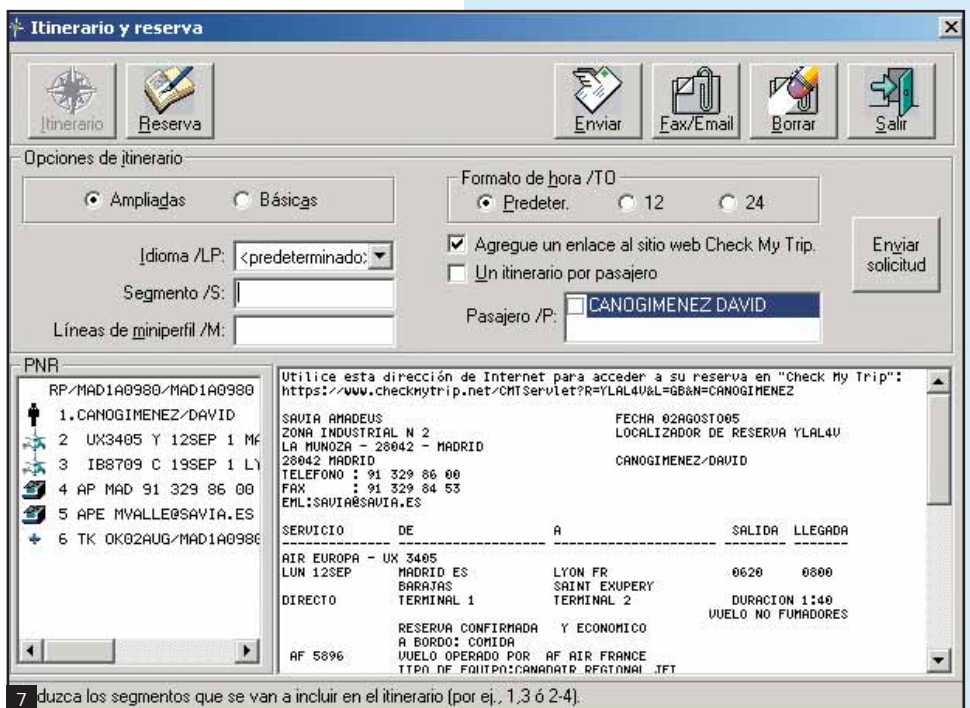 Itinerario y reserva
Itinerario
Reserva
Enviar
Fax/Email
Borrar
Salir
Opciones de itinerario
Ampliadas
Básicas
Formato de hora /TO
Predeter.
12
24
Idioma /LP:
<predeterminado:
Agregue un enlace al sitio web Check My Trip.
Un itinerario por pasajero
Enviar solicitud
Segmento /S:
Pasajero /P:
CANOGIMENEZ DAVID
Líneas de miniperfil /M:
PNR
RP/MAD1A0980/MAD1A0980
1.CANOGIMENEZ/DAVID
2 UX3405 Y 12SEP 1 MA
3 IB8709 C 19SEP 1 LY
4 AP MAD 91 329 86 00
5 APE MVALLE@SAVIA.ES
6 TK OK02AUG/MAD1A0980
Utilice esta dirección de Internet para acceder a su reserva en "Check My Trip":
https://www.checkmytrip.net/CMTServlet?R=YLAL4V&L=GB&N=CANOGIMENEZ
SAVIA AMADEUS FECHA 02AGOSTO05
ZONA INDUSTRIAL N 2 LOCALIZADOR DE RESERVA YLAL4V
LA MUNOZA - 28042 - MADRID
28042 MADRID CANOGIMENEZ/DAVID
TELEFONO : 91 329 86 00
FAX : 91 329 84 53
EML:SAVIA@SAVIA.ES
SERVICIO DE A SALIDA LLEGADA
AIR EUROPA - UX 3405
LUN 12SEP MADRID ES LYON FR 0620 0800
BARAJAS SAINT EXUPERY
DIRECTO TERMINAL 1 TERMINAL 2 DURACION 1:40
VUELO NO FUMADORES
RESERVA CONFIRMADA Y ECONOMICO
A BORDO: COMIDA
AF 5896 VUELO OPERADO POR AF AIR FRANCE
TIPO DE EQUIPO:CANADAIR REGIONAL JET
7 duzca los segmentos que se van a incluir en el itinerario (por ej., 1,3 ó 2-4).